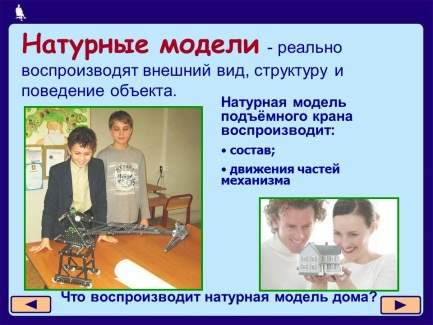 Натурные модели - реально
воспроизводят внешний вид, структуру и
поведение объекта.
Натурная модель
подъёмного крана
воспроизводит:
• состав;
• движения частей
механизма
Что воспроизводит натурная модель дома?